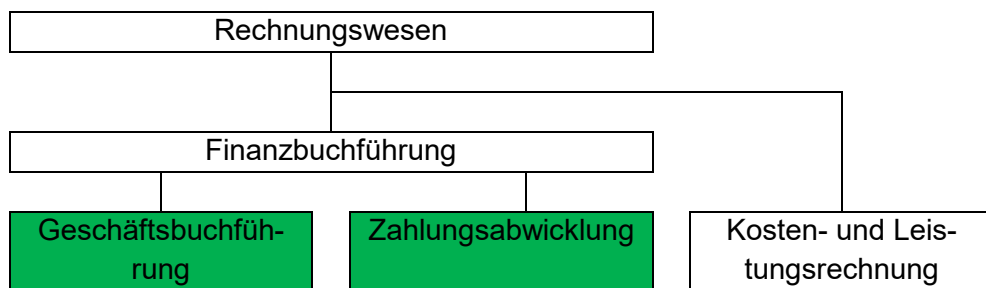 Rechnungswesen
Finanzbuchführung
Geschäftsbuchfüh-
rung
Zahlungsabwicklung
Kosten- und Leis-
tungsrechnung